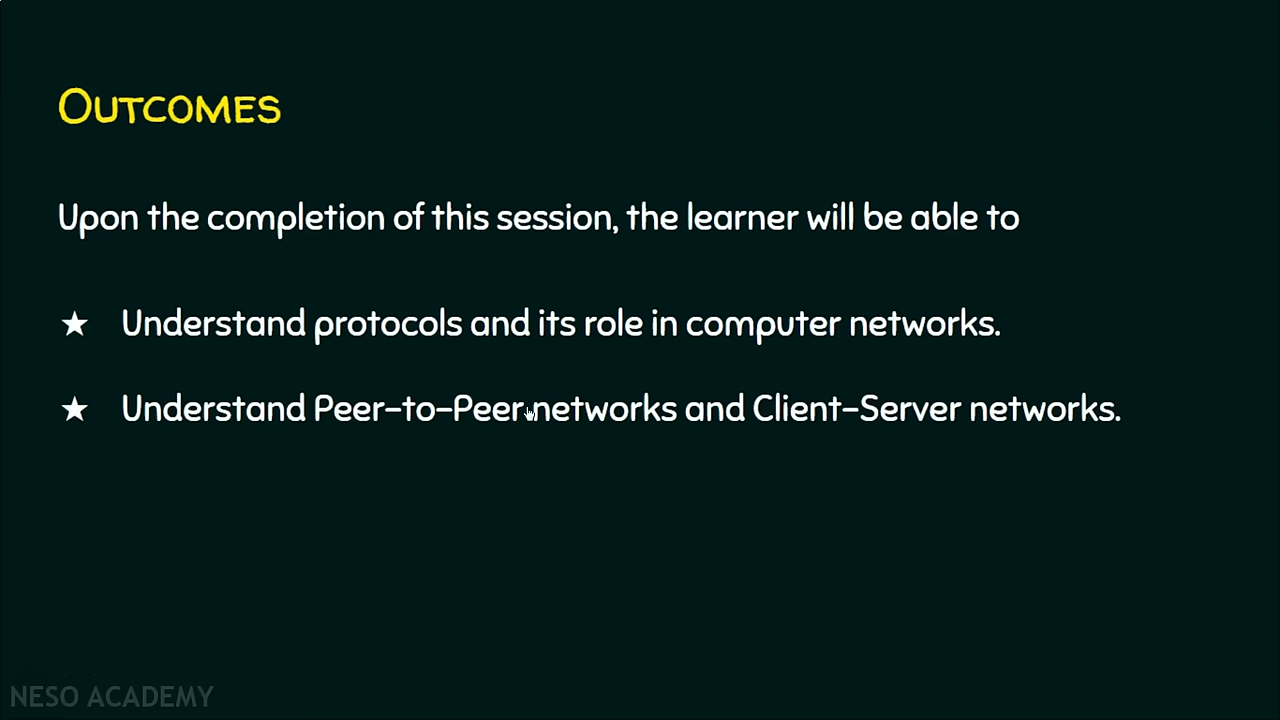 OUTCOMES
Upon the completion of this session, the learner will be able to
★ Understand protocols and its role in computer networks.
★ Understand Peer-to-Peer networks and Client-Server networks.
NESO ACADEMY